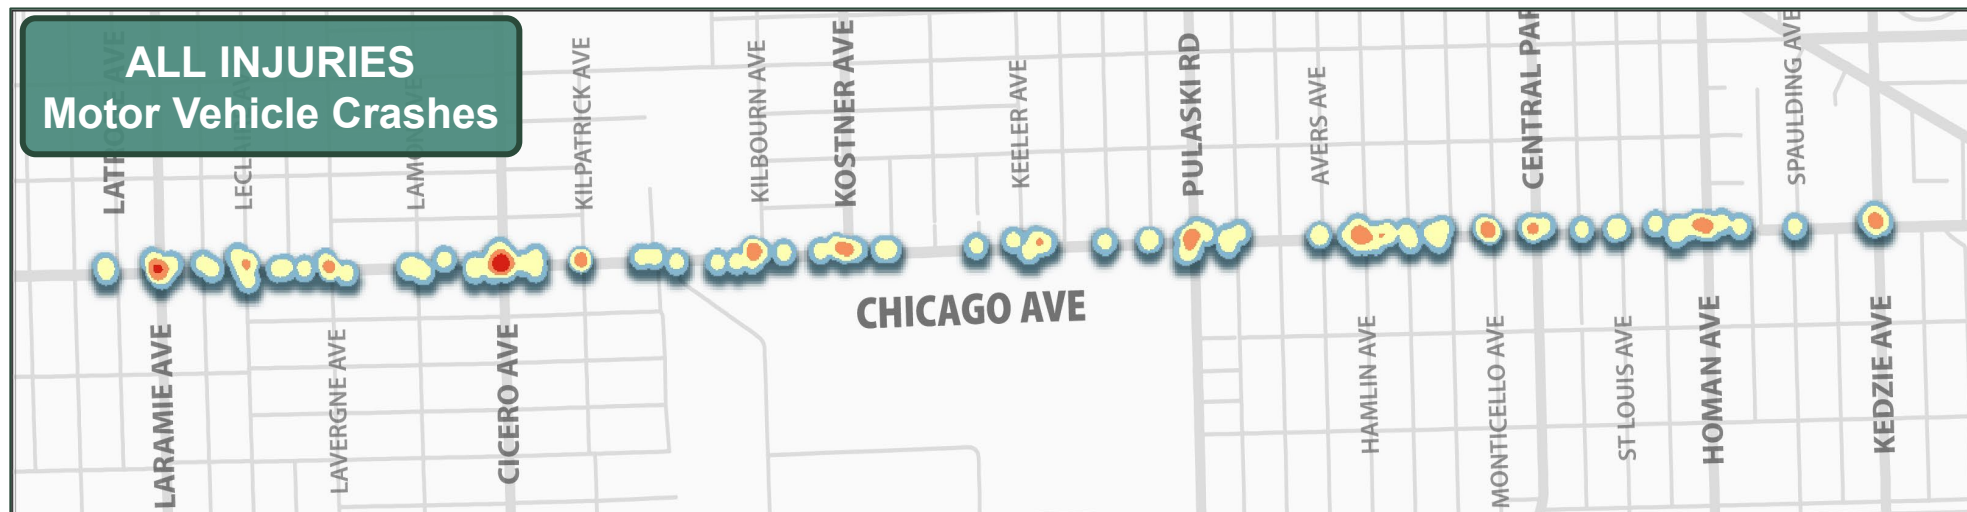 ALL INJURIES
Motor Vehicle Crashes
KILPATRICK AVE
KILBOURN AVE
KOSTNER AVE
KEELER AVE
PULASKI RD
AVERS AVE
CENTRAL PAR
SPAULDING AVE
CHICAGO AVE
LARAMIE AVE
LAVERGNE AVE
CICERO AVE
HAMLIN AVE
MONTICELLO AVE
ST LOUIS AVE
HOMAN AVE
KEDZIE AVE